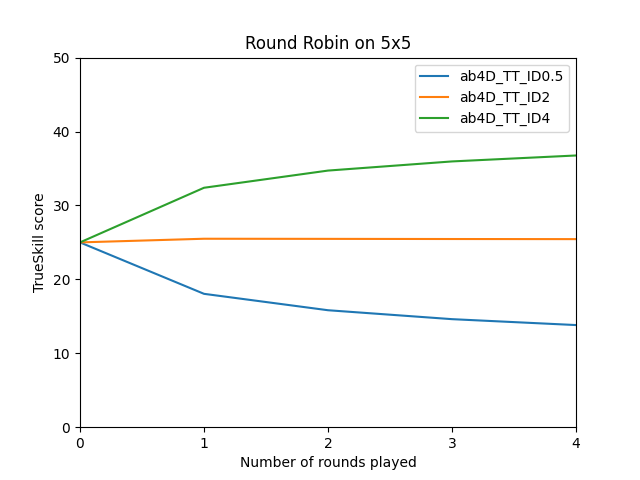 Round Robin on 5x5
ab4D_TT_ID0.5
ab4D_TT_ID2
ab4D_TT_ID4
TrueSkill score
50
40
30
20
10
0
0 1 2 3 4
Number of rounds played